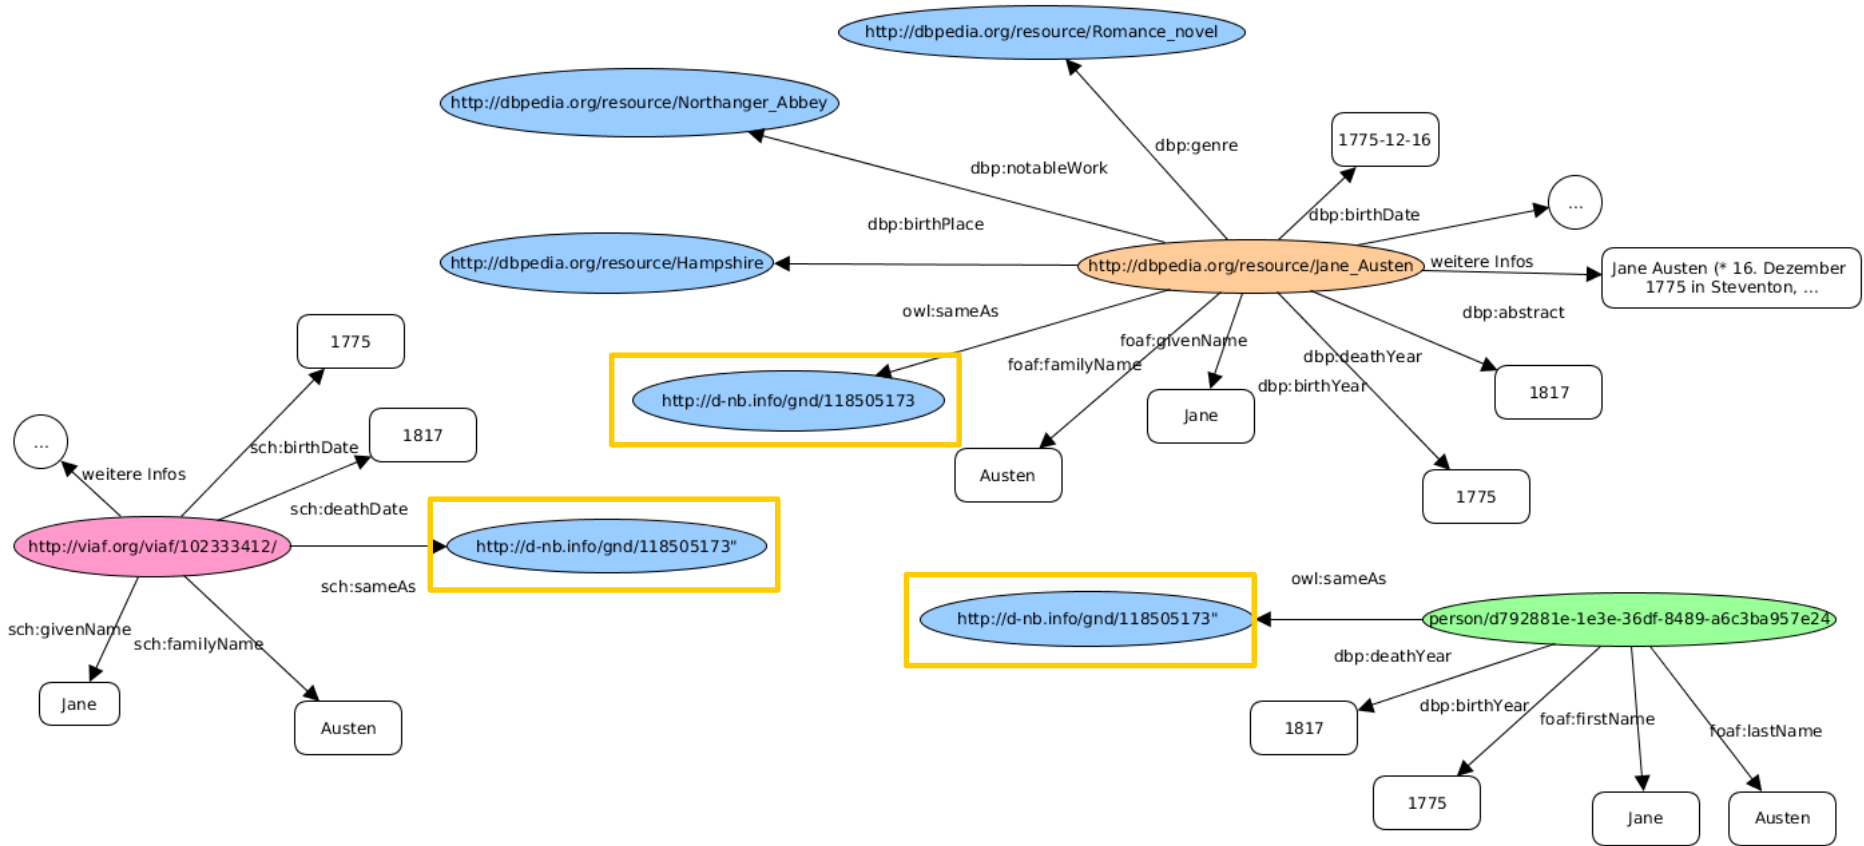 http://dbpedia.org/resource/Romance_novel
http://dbpedia.org/resource/Northanger_Abbey
dbp:genre
1775-12-16
dbp:notableWork
...
dbp:birthDate
dbp:birthPlace
http://dbpedia.org/resource/Hampshire
http://dbpedia.org/resource/Jane_Austen
weitere Infos
Jane Austen (* 16. Dezember
1775 in Steventon, ...
owl:sameAs
dbp:abstract
foaf:givenName
foaf:familyName
dbp:deathYear
dbp:birthYear
http://d-nb.info/gnd/118505173
1817
Jane
Austen
1775
1775
1817
...
sch:birthDate
weitere Infos
sch:deathDate
http://viaf.org/viaf/102333412/
http://d-nb.info/gnd/118505173"
sch:sameAs
sch:givenName
sch:familyName
Jane
Austen
owl:sameAs
http://d-nb.info/gnd/118505173"
person/d792881e-1e3e-36df-8489-a6c3ba957e24
dbp:deathYear
dbp:birthYear
foaf:firstName
foaf:lastName
1817
1775
Jane
Austen